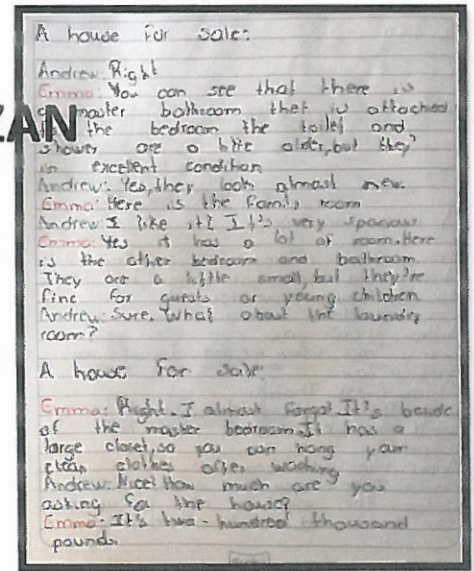 A house for sale:
Andrew: Right
Emma: You can see that there is
master bathroom that is attached
the bedroom the toilet and
shower are a little older, but they'
in excellent condition
Andrew: Yes, they look almost new.
Emma: Here is the family room
Andrew I like it! It's very spacious
Emma: Yes it has a lot of room. Here
is the other bedroom and bathroom
They are a little small, but they're
fine for guests or young children
Andrew: Sure. What about the laundry
room?
A house for sale:
Emma: Right. I almost forgot. It's beside
of the master bedroom. It has a
large closet, so you can hang your
clean clothes after washing
Andrew: Nice! How much are you
asking for the house?
Emma: It's two-hundred thousand
pounds
ZAN